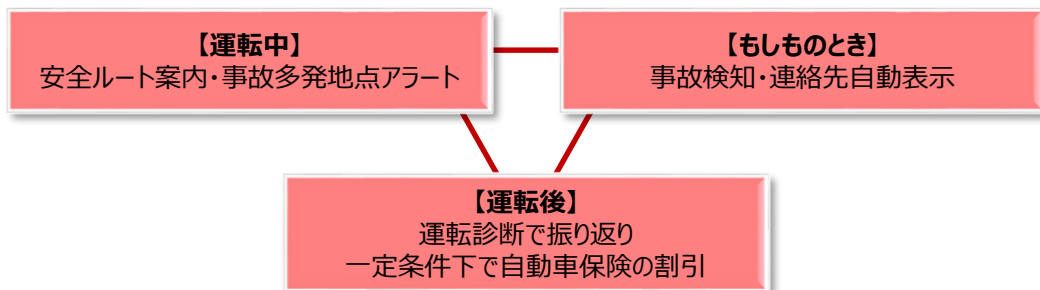 【運転中】
安全ルート案内・事故多発地点アラート
【もしものとき】
事故検知・連絡先自動表示
【運転後】
運転診断で振り返り
一定条件下で自動車保険の割引